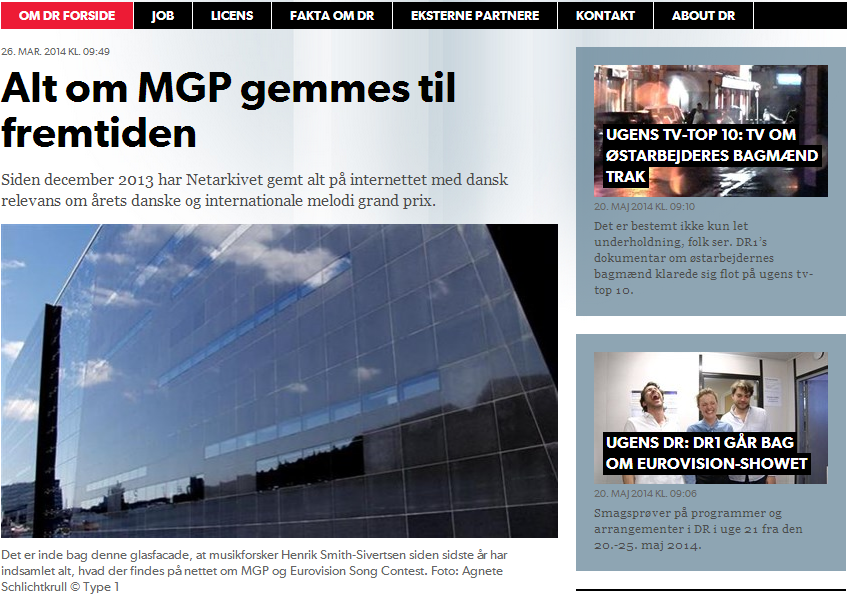 OM DR FORSIDE JOB LICENS FAKTA OM DR EKSTERNE PARTNERE KONTAKT ABOUT DR
26. MAR. 2014 KL. 09:49
Alt om MGP gemmes til
fremtiden
Siden december 2013 har Netarkivet gemt alt på internettet med dansk
relevans om årets danske og internationale melodi grand prix.
Det er inde bag denne glasfacade, at musikforsker Henrik Smith-Sivertsen siden sidste år har
indsamlet alt, hvad der findes på nettet om MGP og Eurovision Song Contest. Foto: Agnete
Schlichtkrull © Type 1
UGENS TV-TOP 10: TV OM
ØSTARBEJDERES BAGMÆND
TRAK
20. MAJ 2014 KL. 09:10
Det er bestemt ikke kun let
underholdning, folk ser. DR1's
dokumentar om østarbejdernes
bagmænd klarede sig flot på ugens tv-
top 10.
UGENS DR: DR1 GÅR BAG
OM EUROVISION-SHOWET
20. MAJ 2014 KL. 09:06
Smagsprøver på programmer og
arrangementer i DR i uge 21 fra den
20.-25. maj 2014.